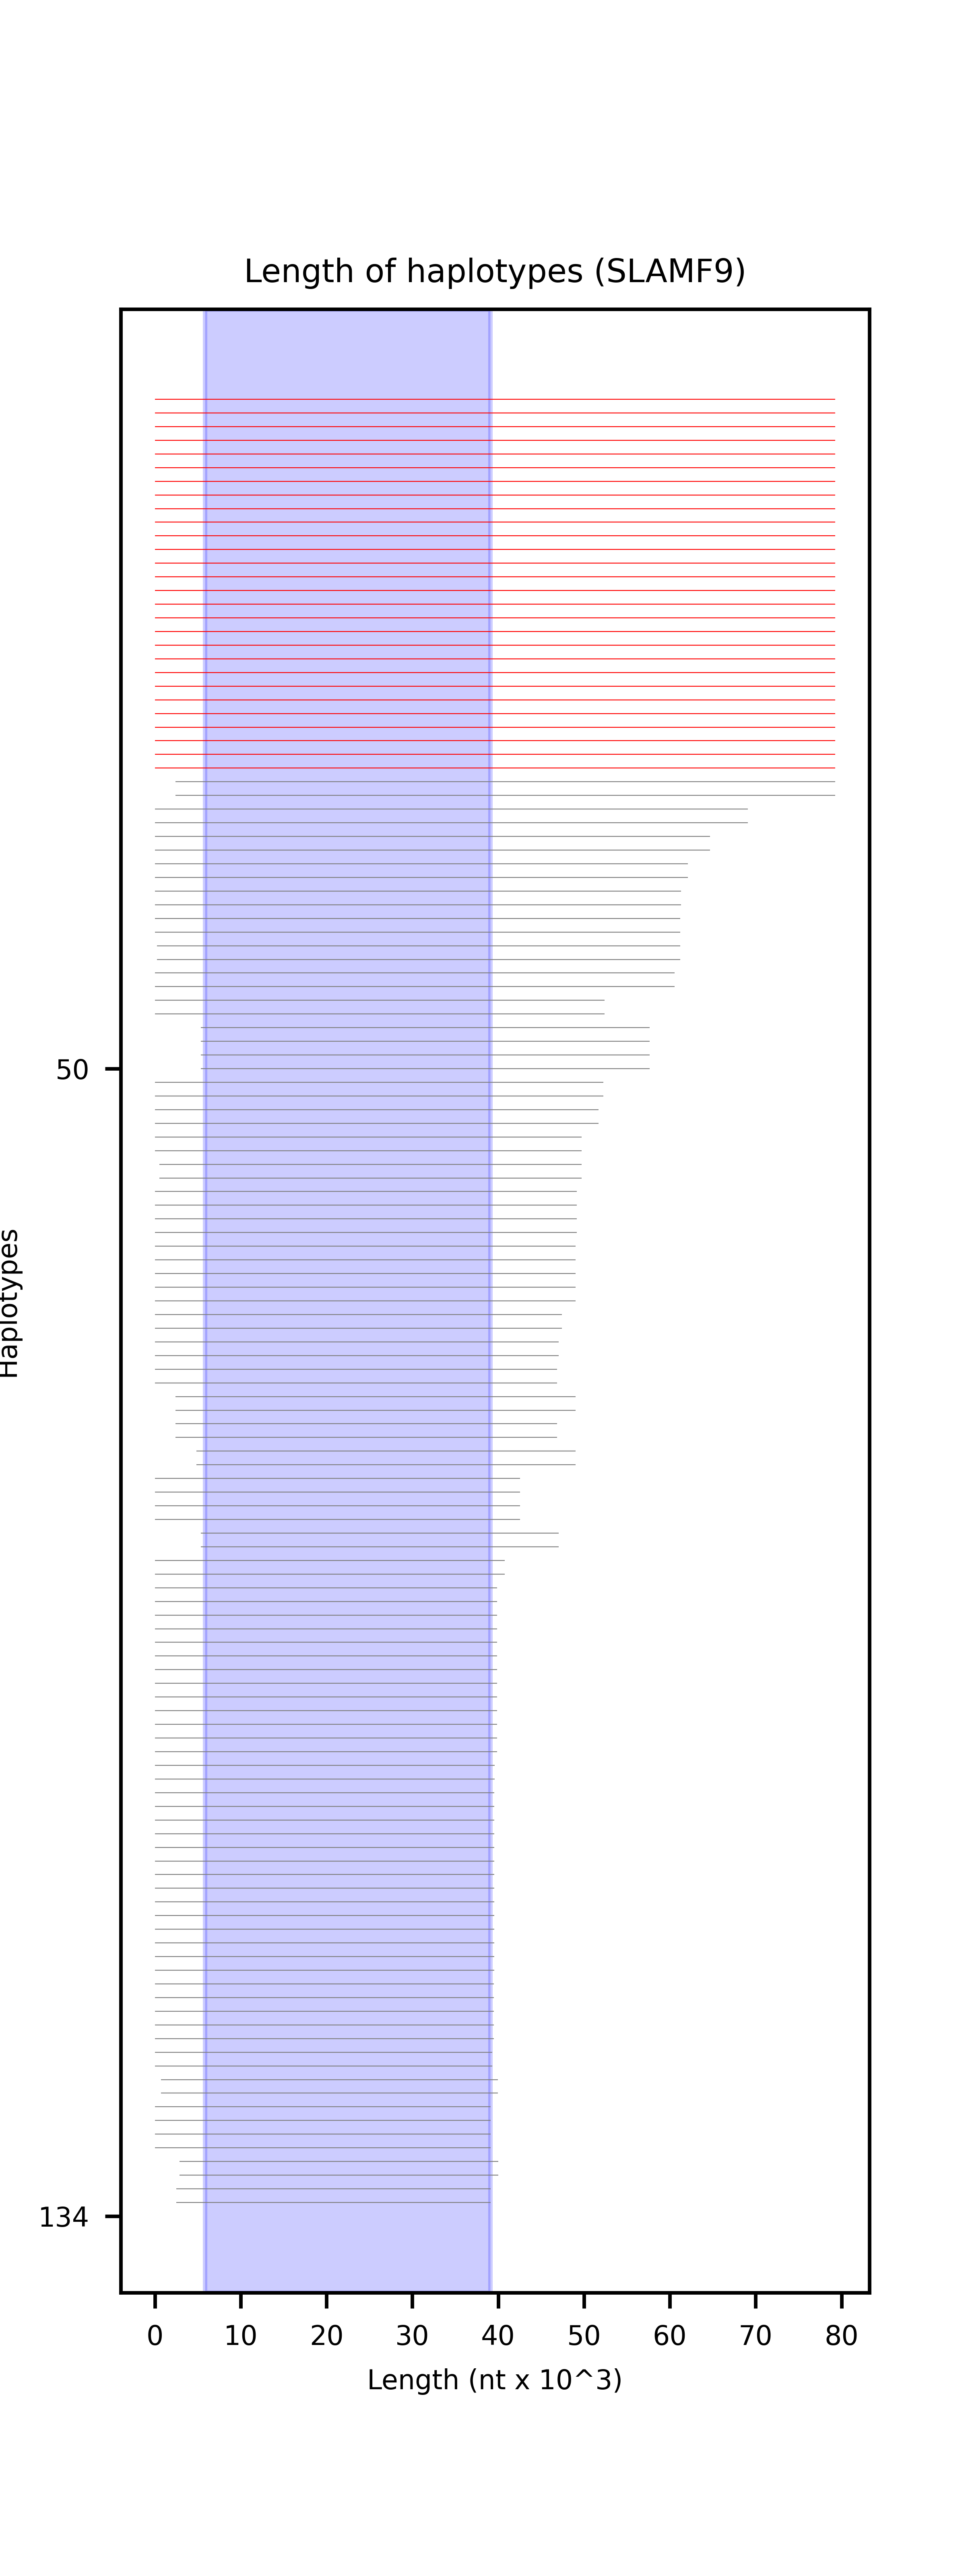 Length of haplotypes (SLAMF9)
50
Haplotypes
134
0 10 20 30 40 50 60 70 80
Length (nt x 10^3)